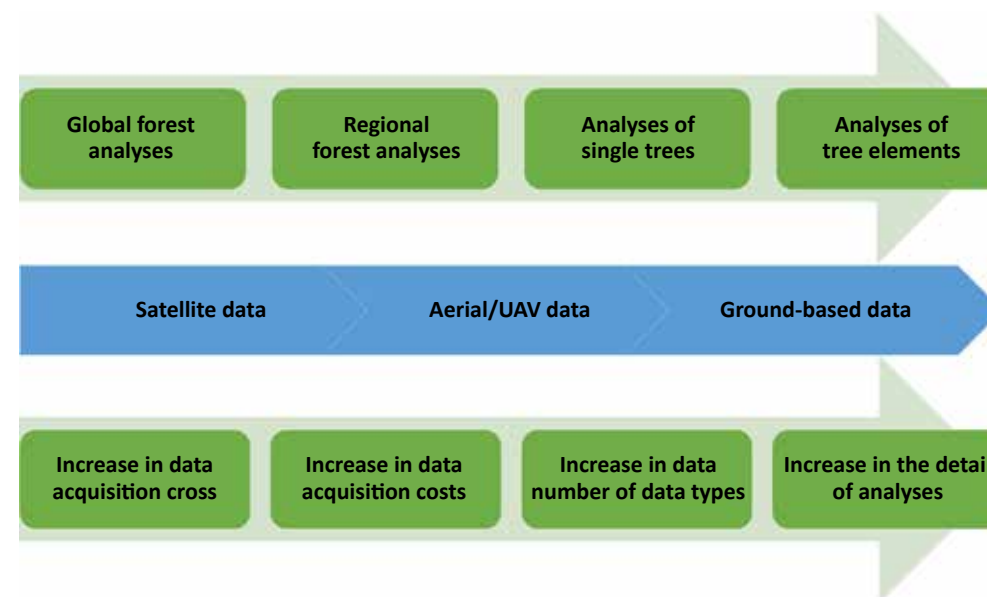 Global forest
analyses
Regional
forest analyses
Analyses of
single trees
Analyses of
tree elements
Satellite data
Aerial/UAV data
Ground-based data
Increase in data
acquisition cross
Increase in data
acquisition costs
Increase in data
number of data types
Increase in the detai
of analyses